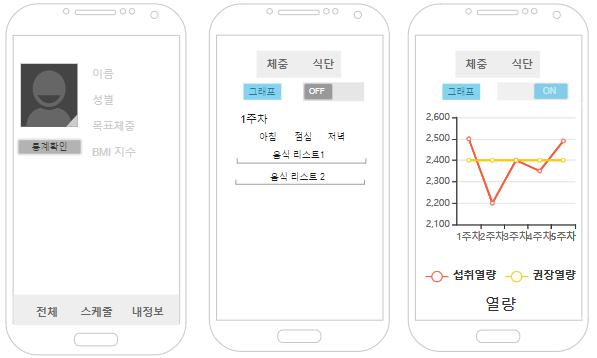 이름
성별
목표체중
통계확인
BMI 지수
전체 스케줄 내정보
체중 식단
그래프 OFF
1주차
아침 점심 저녁
음식 리스트1
음식 리스트 2
체중 식단
그래프 ON
2,600
2,500
2,400
2,300
2,200
2,100
1주차 2주차 3주차 4주차 5주차
섭취열량 권장열량
열량